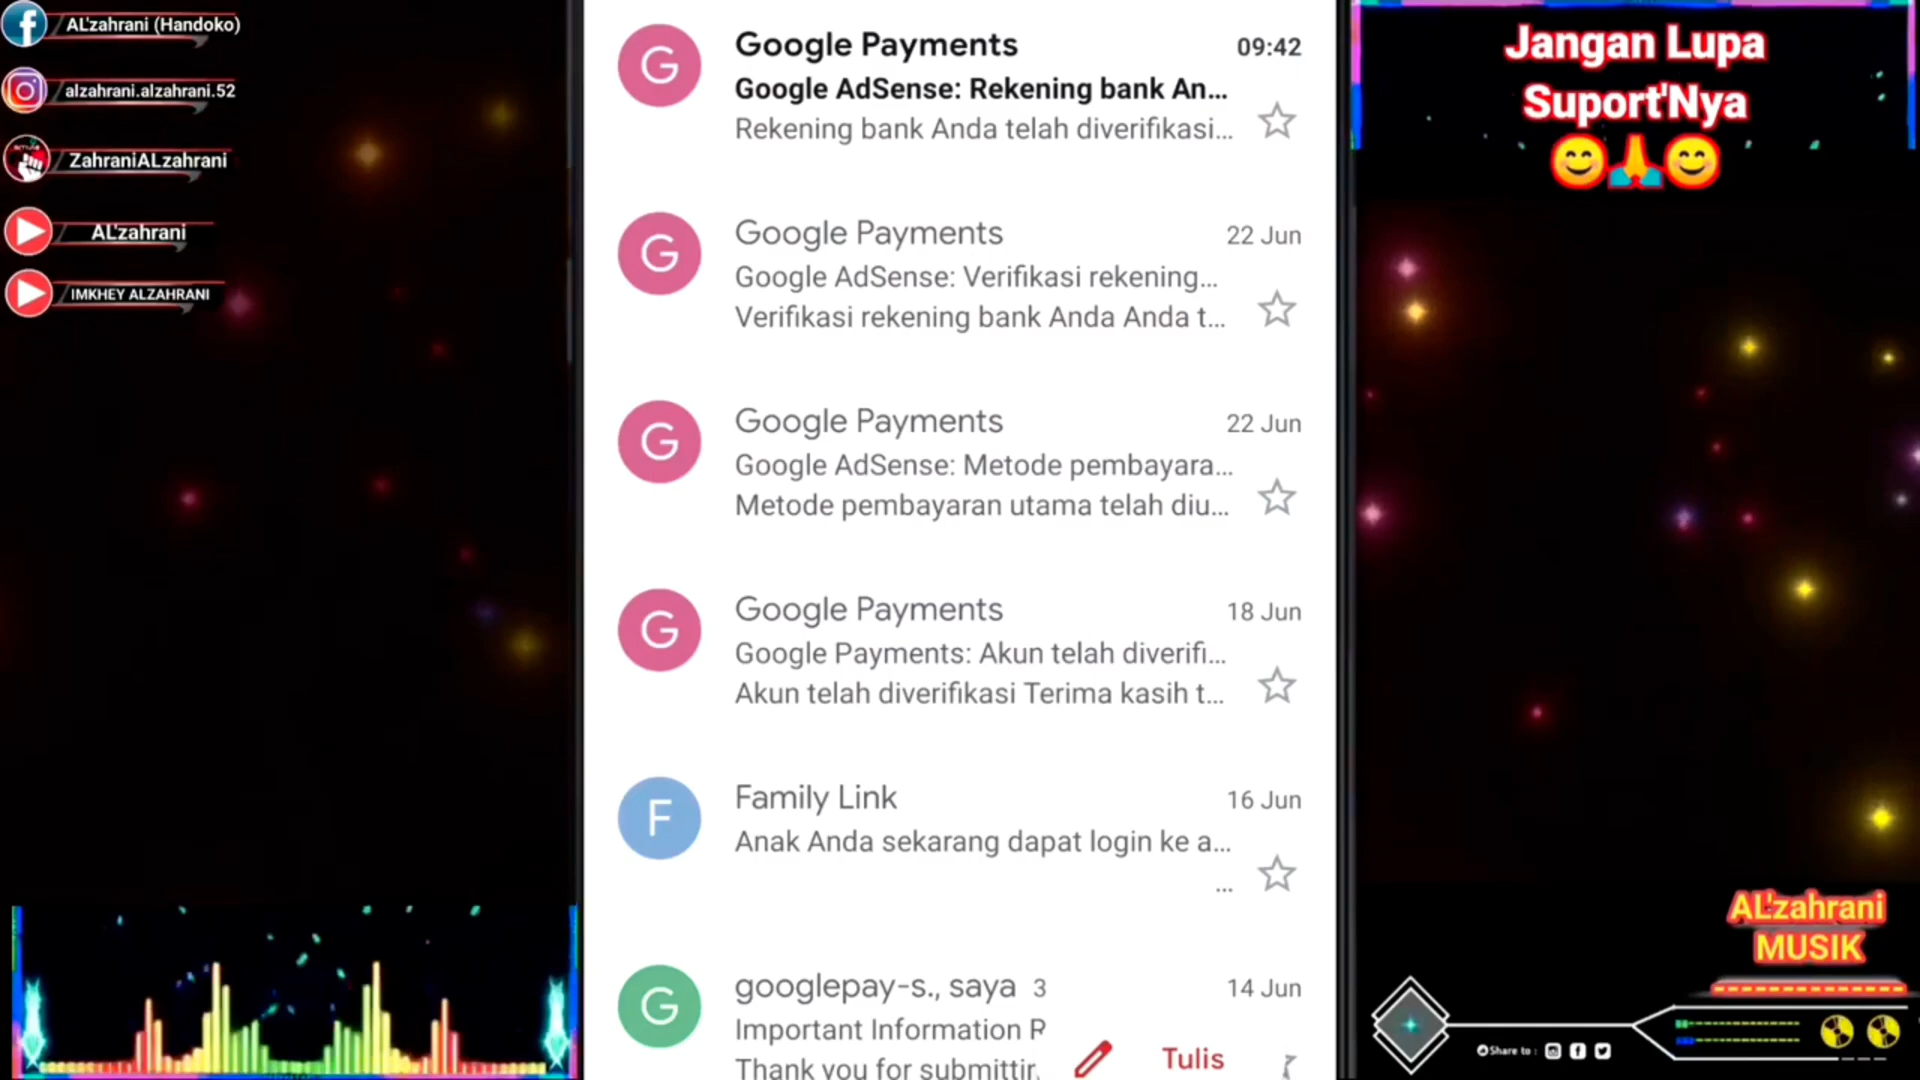 AL'zahrani (Handoko)
alzahrani.alzahrani.52
ZahraniALzahrani
AL'zahrani
IMKHEY ALZAHRANI
G
Google Payments
09:42
Google AdSense: Rekening bank An...
Rekening bank Anda telah diverifikasi...
G
Google Payments
22 Jun
Google AdSense: Verifikasi rekening...
Verifikasi rekening bank Anda Anda t...
G
Google Payments
22 Jun
Google AdSense: Metode pembayara...
Metode pembayaran utama telah diu...
G
Google Payments
18 Jun
Google Payments: Akun telah diverifi...
Akun telah diverifikasi Terima kasih t...
F
Family Link
16 Jun
Anak Anda sekarang dapat login ke a...
...
G
googlepay-s., saya 3
14 Jun
Important Information
Thank you for
Tulis
Jangan Lupa
Suport'Nya
AL'zahrani
MUSIK
Share to :